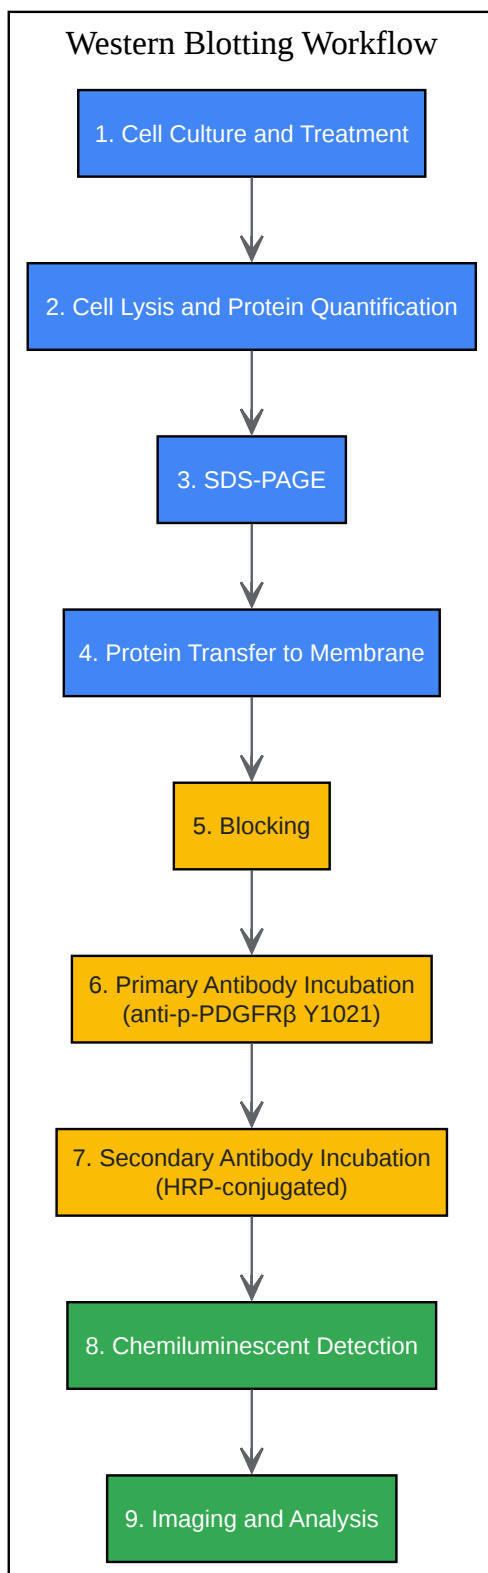 Western Blotting Workflow
1. Cell Culture and Treatment
2. Cell Lysis and Protein Quantification
3. SDS-PAGE
4. Protein Transfer to Membrane
5. Blocking
6. Primary Antibody Incubation
(anti-p-PDGFRβ Y1021)
7. Secondary Antibody Incubation
(HRP-conjugated)
8. Chemiluminescent Detection
9. Imaging and Analysis